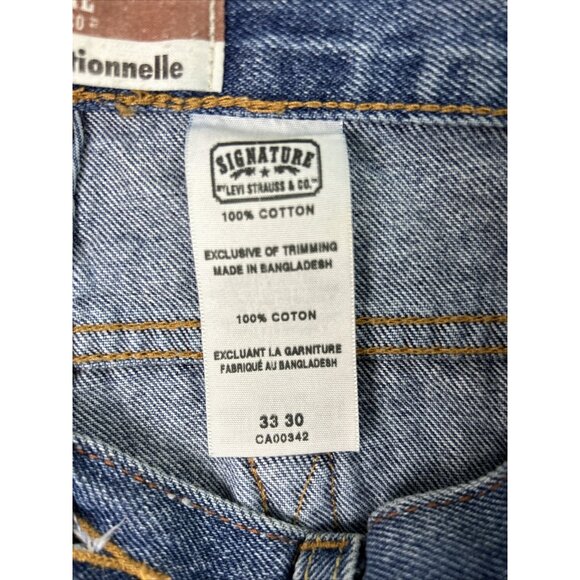 SIGNATURE
BY LEVI STRAUSS & CO.™
100% COTTON
EXCLUSIVE OF TRIMMING
MADE IN BANGLADESH
100% COTON
EXCLUANT LA GARNITURE
FABRIQUÉ AU BANGLADESH
33 30
CA00342